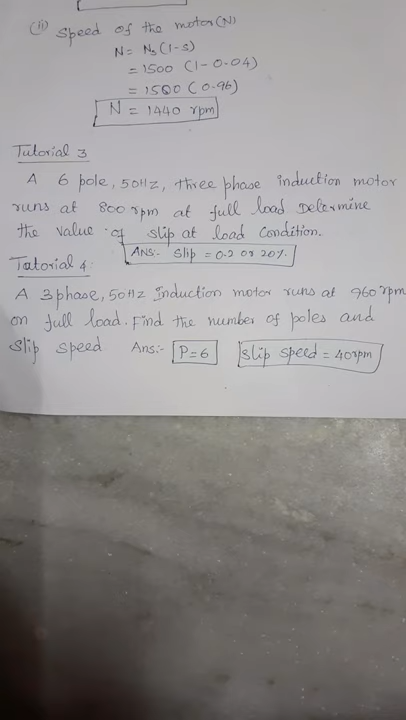 (ii) Speed of the motor (N)
N = Ns (1-s)
= 1500 (1-0.04)
= 1500 (0.96)
N = 1440 rpm
Tutorial 3
A 6 pole, 50Hz, three phase induction motor
runs at 800 rpm at full load Determine
the value of slip at load condition.
ANS:- Slip = 0.2 or 20%.
Tutorial 4:
A 3phase, 50Hz Induction motor runs at 960 rpm
on full load. Find the number of poles and
Slip speed Ans:- P=6 slip speed = 40rpm